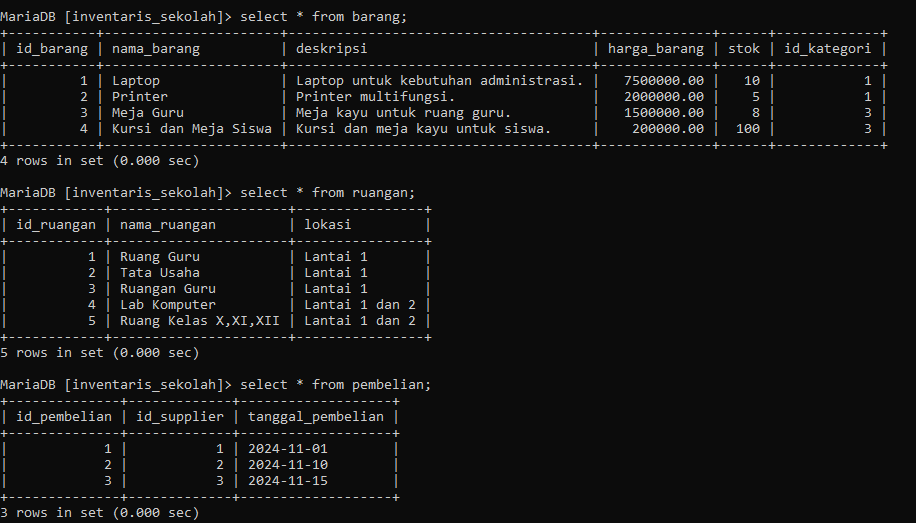 MariaDB [inventaris_sekolah]> select * from barang;
+-----------+----------------------+--------------------------------------+--------------+------+-------------+
| id_barang | nama_barang          | deskripsi                            | harga_barang | stok | id_kategori |
+-----------+----------------------+--------------------------------------+--------------+------+-------------+
|         1 | Laptop               | Laptop untuk kebutuhan administrasi. |   7500000.00 |   10 |           1 |
|         2 | Printer              | Printer multifungsi.                 |   2000000.00 |    5 |           1 |
|         3 | Meja Guru            | Meja kayu untuk ruang guru.          |   1500000.00 |    8 |           3 |
|         4 | Kursi dan Meja Siswa | Kursi dan meja kayu untuk siswa.     |    200000.00 |  100 |           3 |
+-----------+----------------------+--------------------------------------+--------------+------+-------------+
4 rows in set (0.000 sec)
MariaDB [inventaris_sekolah]> select * from ruangan;
+------------+----------------------+----------------+
| id_ruangan | nama_ruangan         | lokasi         |
+------------+----------------------+----------------+
|          1 | Ruang Guru           | Lantai 1       |
|          2 | Tata Usaha           | Lantai 1       |
|          3 | Ruangan Guru         | Lantai 1       |
|          4 | Lab Komputer         | Lantai 1 dan 2 |
|          5 | Ruang Kelas X,XI,XII | Lantai 1 dan 2 |
+------------+----------------------+----------------+
5 rows in set (0.000 sec)
MariaDB [inventaris_sekolah]> select * from pembelian;
+--------------+-------------+-------------------+
| id_pembelian | id_supplier | tanggal_pembelian |
+--------------+-------------+-------------------+
|            1 |           1 | 2024-11-01        |
|            2 |           2 | 2024-11-10        |
|            3 |           3 | 2024-11-15        |
+--------------+-------------+-------------------+
3 rows in set (0.000 sec)